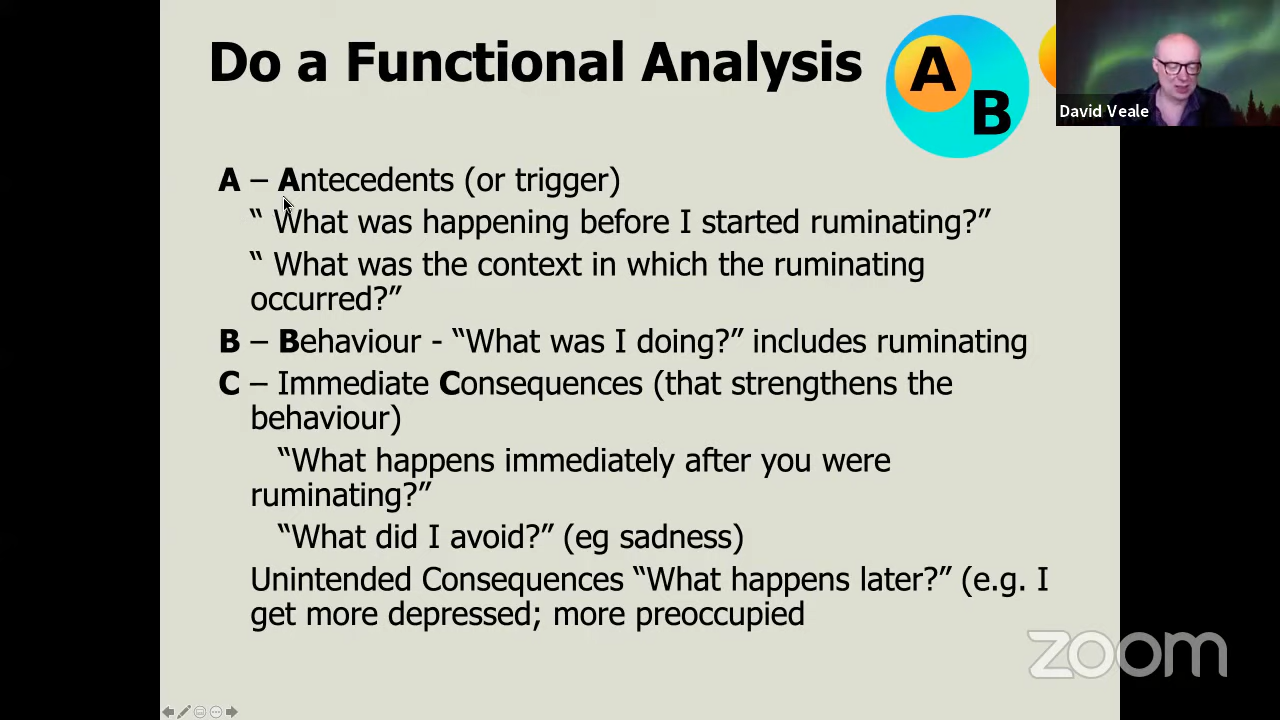 Do a Functional Analysis
A
B
David Veale
A – Antecedents (or trigger)
“ What was happening before I started ruminating?”
“ What was the context in which the ruminating
occurred?”
B – Behaviour - “What was I doing?” includes ruminating
C – Immediate Consequences (that strengthens the
behaviour)
“What happens immediately after you were
ruminating?”
“What did I avoid?” (eg sadness)
Unintended Consequences “What happens later?” (e.g. I
get more depressed; more preoccupied
zoom